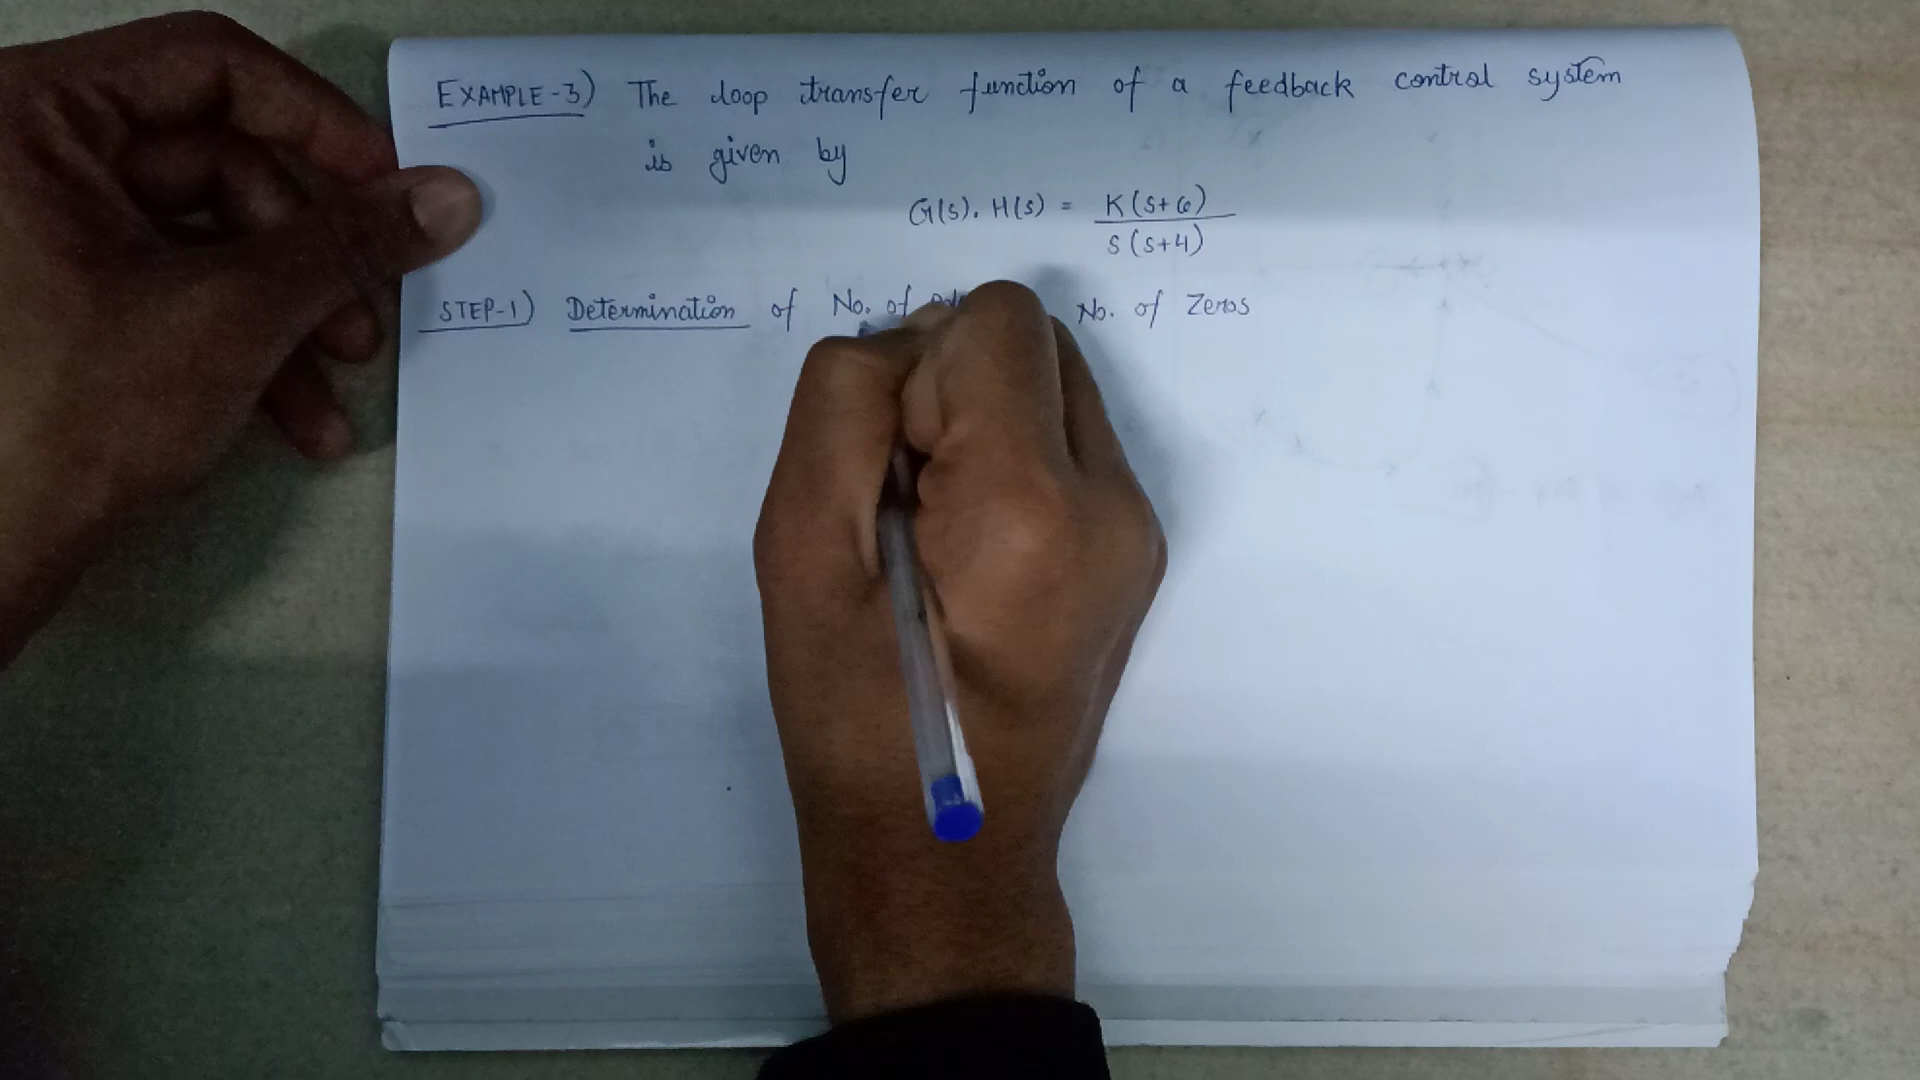 EXAMPLE-3) The loop transfer function of a feedback control system
is given by
G(s). H(s) = K(s+6)
s(s+4)
STEP-1) Determination of No. of No. of Zeros